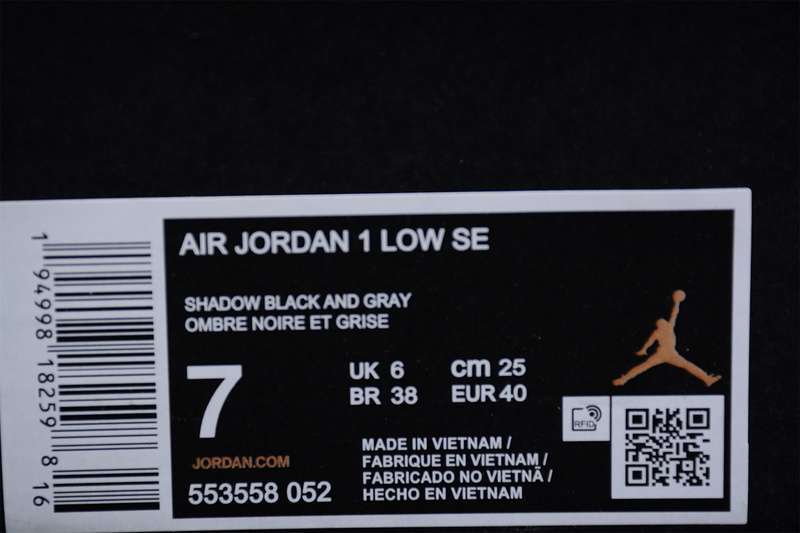 AIR JORDAN 1 LOW SE
SHADOW BLACK AND GRAY
OMBRE NOIRE ET GRISE
7
UK 6
cm 25
BR 38
EUR 40
RFID
JORDAN.COM
553558 052
MADE IN VIETNAM /
FABRIQUE EN VIETNAM /
FABRICADO NO VIETNÃ /
HECHO EN VIETNAM
1 94998 18259 8 16